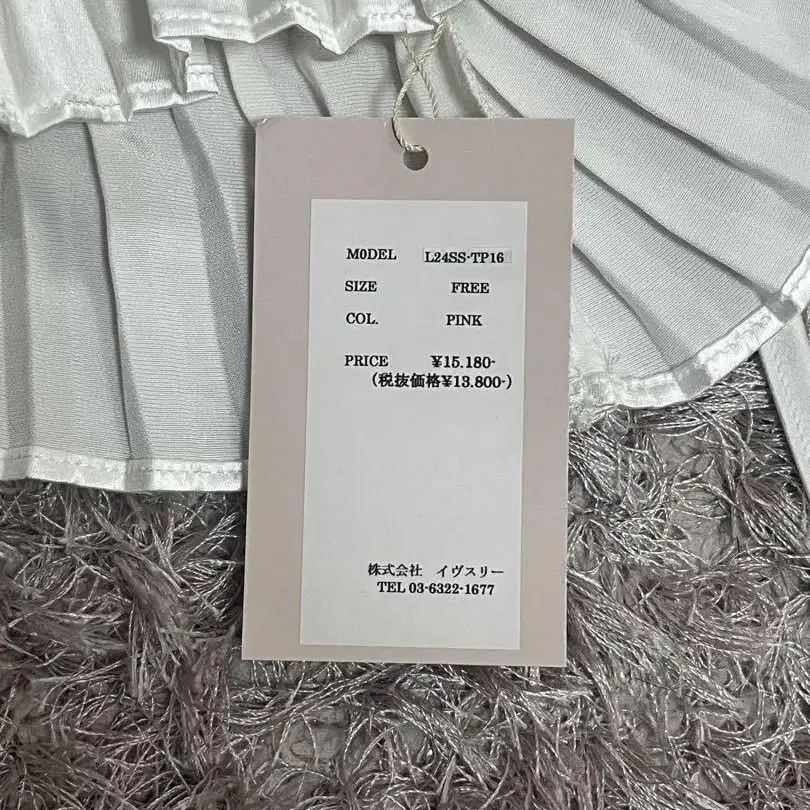 M0DEL L24SS-TP16
SIZE FREE
COL. PINK
PRICE ¥15.180-
(税抜価格¥13.800-)
株式会社 イヴスリー
TEL 03-6322-1677